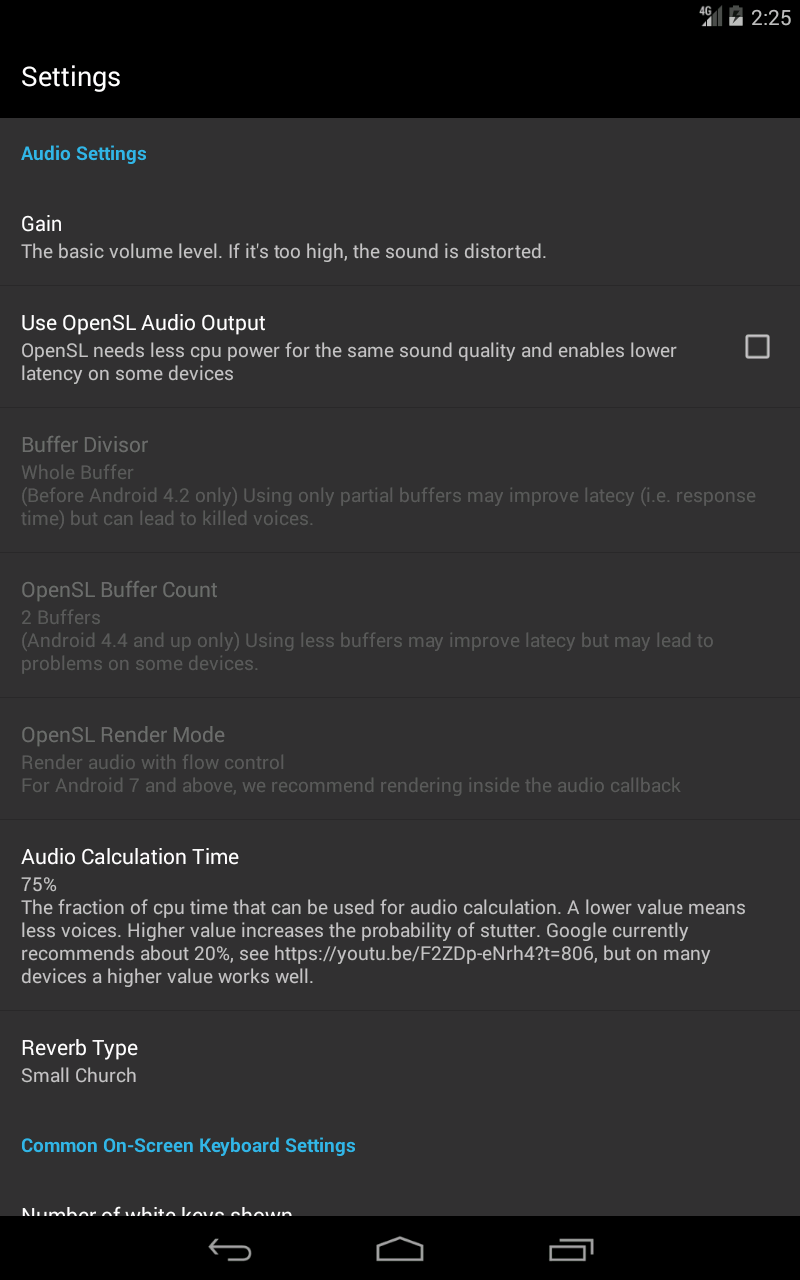 4G 2:25
Settings
Audio Settings
Gain
The basic volume level. If it's too high, the sound is distorted.
Use OpenSL Audio Output
OpenSL needs less cpu power for the same sound quality and enables lower
latency on some devices
Buffer Divisor
Whole Buffer
(Before Android 4.2 only) Using only partial buffers may improve latecy (i.e. response
time) but can lead to killed voices.
OpenSL Buffer Count
2 Buffers
(Android 4.4 and up only) Using less buffers may improve latecy but may lead to
problems on some devices.
OpenSL Render Mode
Render audio with flow control
For Android 7 and above, we recommend rendering inside the audio callback
Audio Calculation Time
75%
The fraction of cpu time that can be used for audio calculation. A lower value means
less voices. Higher value increases the probability of stutter. Google currently
recommends about 20%, see https://youtu.be/F2ZDp-eNrh4?t=806, but on many
devices a higher value works well.
Reverb Type
Small Church
Common On-Screen Keyboard Settings
Number of white keys shown